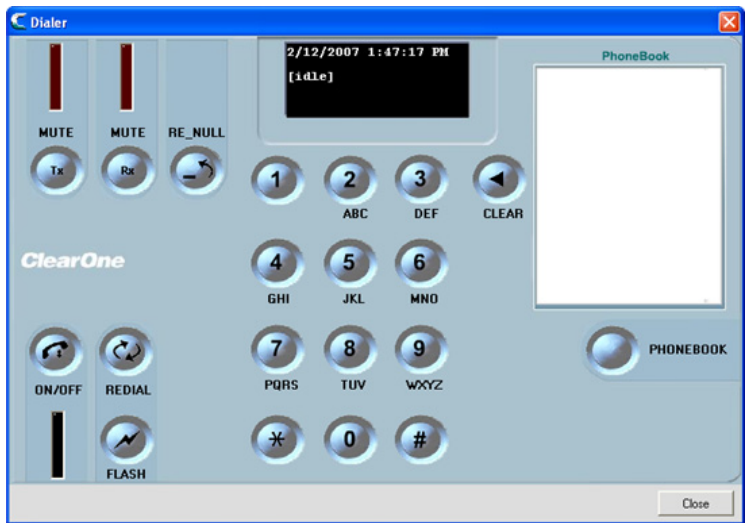 Dialer
2/12/2007 1:47:17 PM
[idle]
PhoneBook
MUTE
MUTE
RE_NULL
Tx
Rx
1
2
3
ABC
DEF
CLEAR
ClearOne
4
5
6
GHI
JKL
MNO
7
8
9
PQRS
TUV
WXYZ
PHONEBOOK
ON/OFF
REDIAL
*
0
#
FLASH
Close